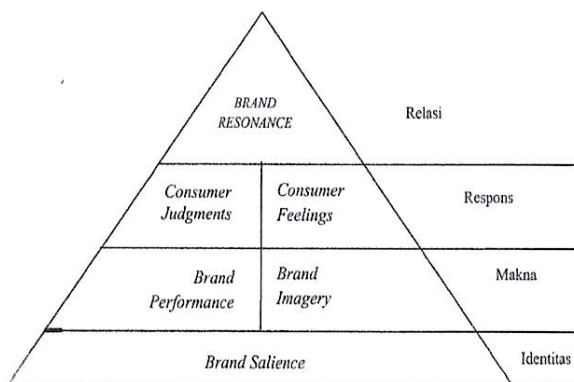 BRAND
RESONANCE
Relasi
Consumer
Judgments
Consumer
Feelings
Respons
Brand
Performance
Brand
Imagery
Makna
Brand Salience
Identitas